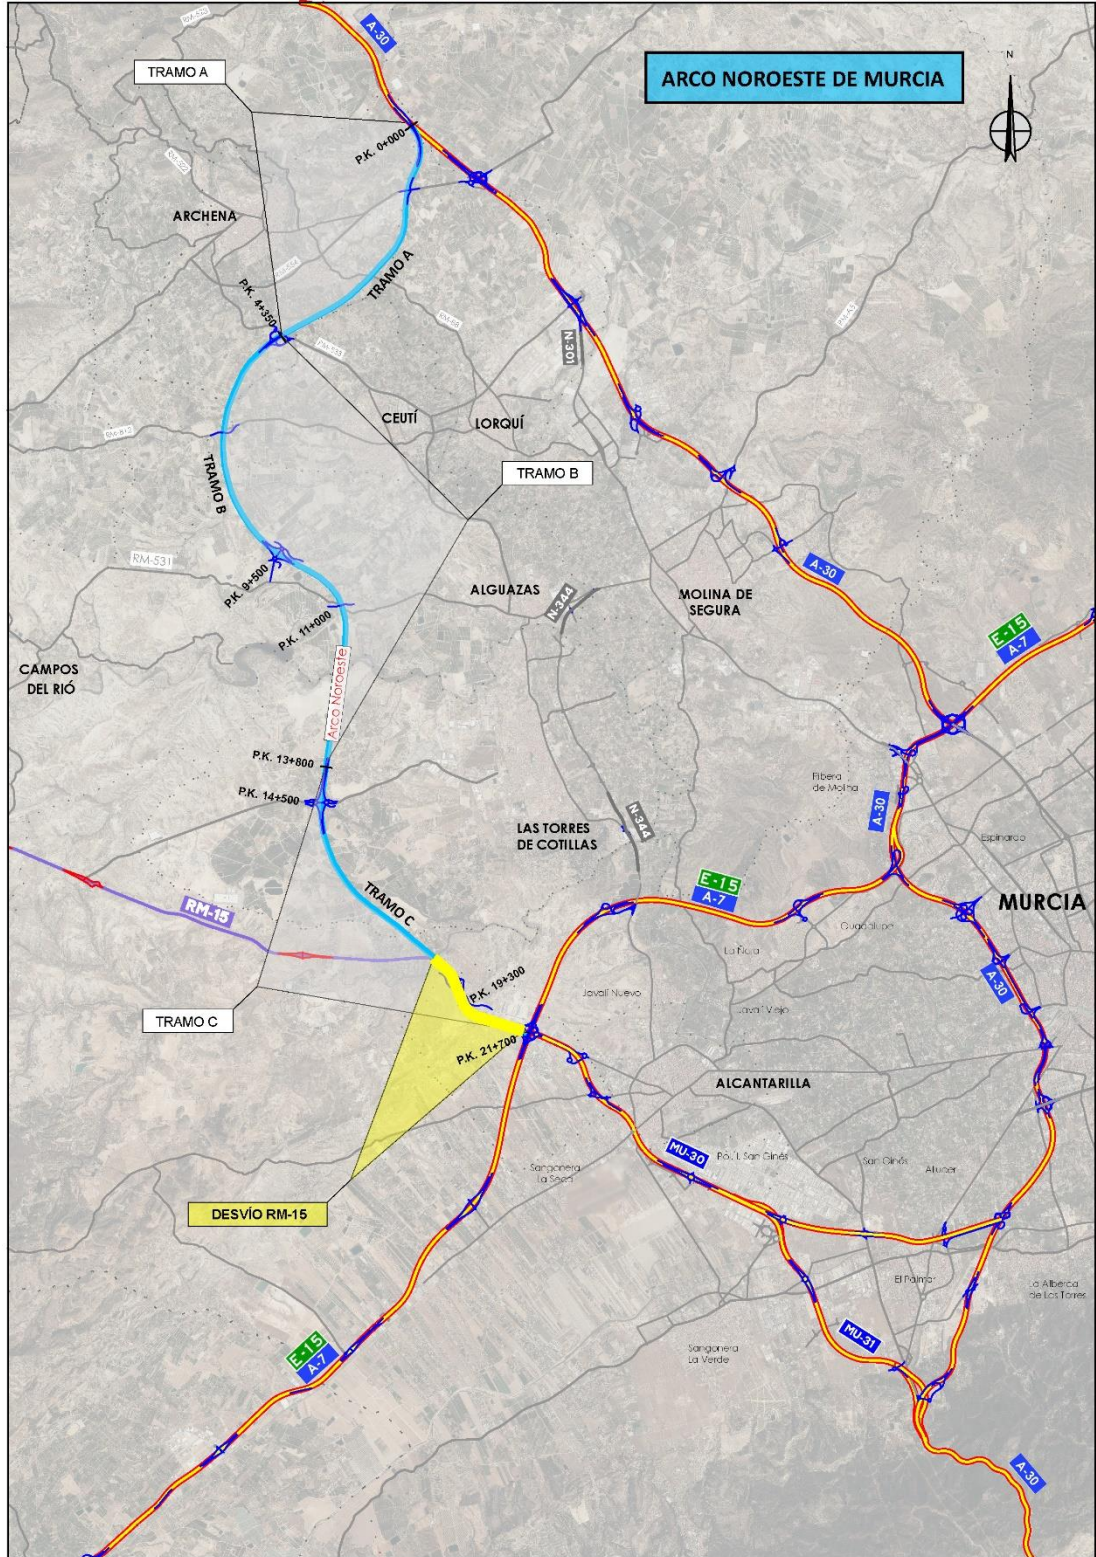 A-30
ARCO NOROESTE DE MURCIA
N
TRAMO A
P.K. 0+000
ARCHENA
TRAMO A
P.K. 4+350
N-301
CEUTÍ
LORQUÍ
TRAMO B
TRAMO B
RM-531
P.K. 9+500
P.K. 11+000
ALGUAZAS
N-344
MOLINA DE
SEGURA
A-30
E-15
A-7
CAMPOS
DEL RIÓ
Arco Noroeste
P.K. 13+800
P.K. 14+500
Ribera
de Molina
A-30
Espinardo
LAS TORRES
DE COTILLAS
N-344
E-15
A-7
MURCIA
RM-15
TRAMO C
Guadalupe
La Ñora
A-30
P.K. 19+300
Javalí Nuevo
Javalí Viejo
TRAMO C
P.K. 21+700
ALCANTARILLA
MU-30
Pol. I. San Ginés
San Ginés
Aljucer
Sangonera
La Seca
DESVÍO RM-15
El Palmar
La Alberca
de Las Torres
MU-31
Sangonera
La Verde
E-15
A-7
A-30